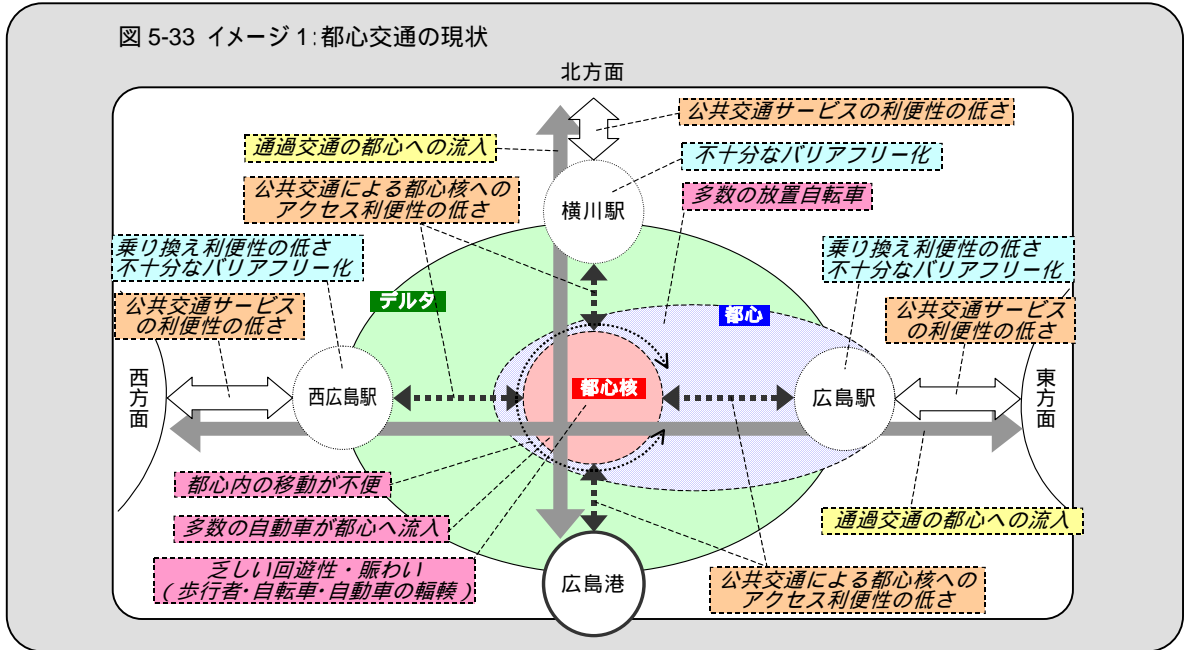 図 5-33 イメージ 1：都心交通の現状
北方面
公共交通サービスの利便性の低さ
通過交通の都心への流入
不十分なバリアフリー化
公共交通による都心核への
アクセス利便性の低さ
多数の放置自転車
横川駅
乗り換え利便性の低さ
不十分なバリアフリー化
乗り換え利便性の低さ
不十分なバリアフリー化
公共交通サービス
の利便性の低さ
デルタ
都心
公共交通サービス
の利便性の低さ
西方面
西広島駅
都心核
広島駅
東方面
都心内の移動が不便
多数の自動車が都心へ流入
通過交通の都心への流入
乏しい回遊性・賑わい
（歩行者・自転車・自動車の輻輳）
広島港
公共交通による都心核への
アクセス利便性の低さ